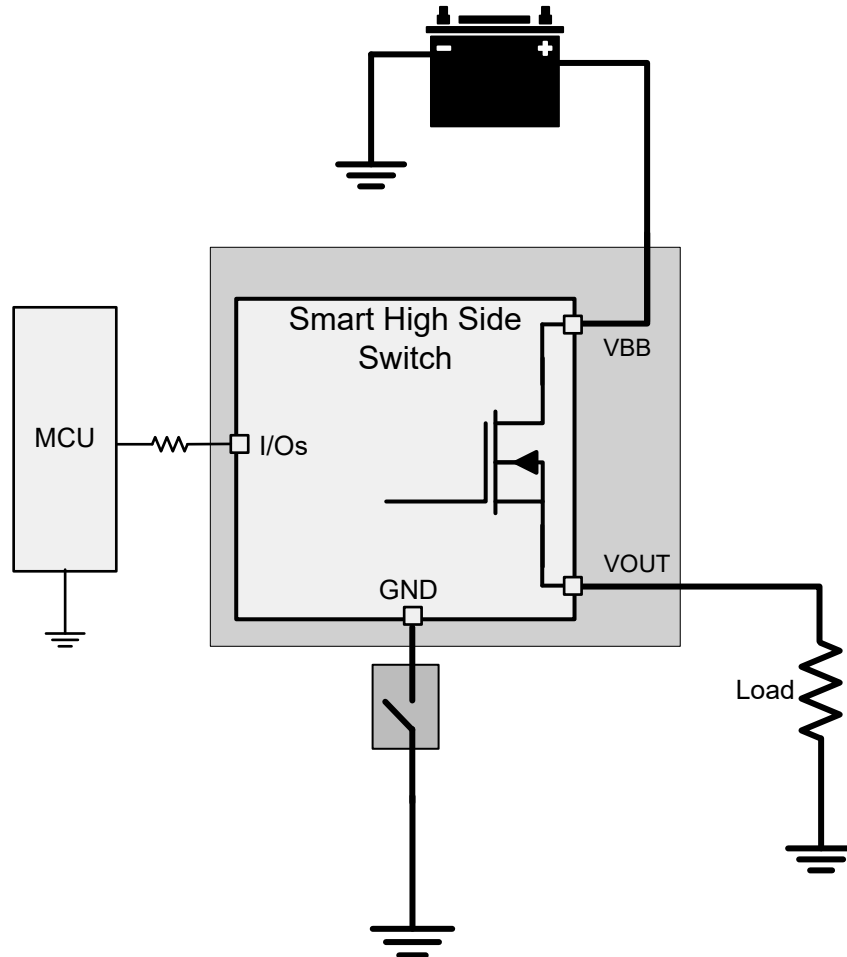 Smart High Side
Switch
VBB
MCU
I/Os
VOUT
GND
Load